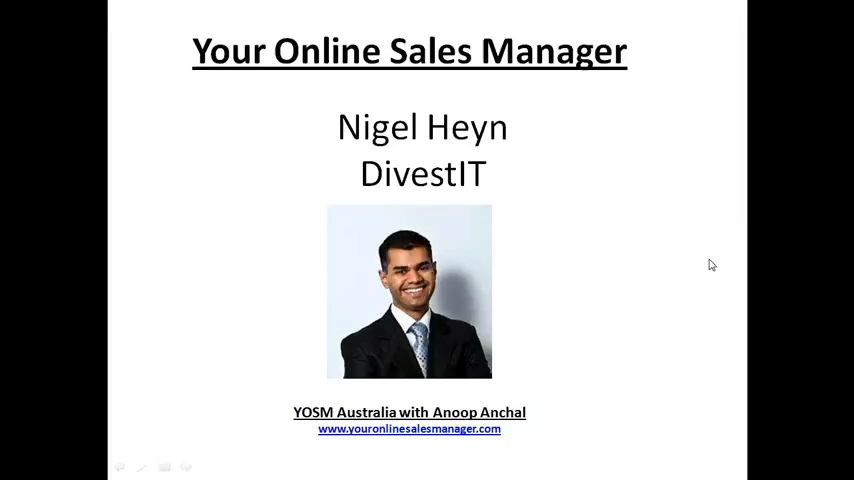 Your Online Sales Manager
Nigel Heyn
DivestIT
YOSM Australia with Anoop Anchal
www.youronlinesalesmanager.com